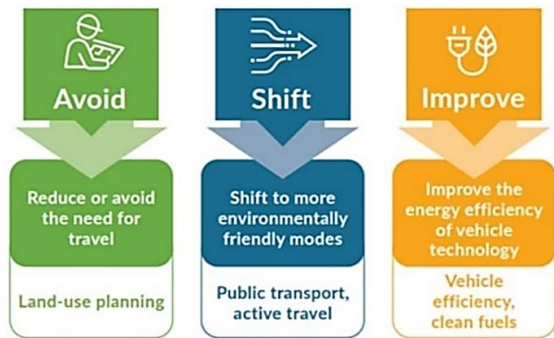 Avoid
Reduce or avoid
the need for
travel
Land-use planning
Shift
Shift to more
environmentally
friendly modes
Public transport,
active travel
Improve
Improve the
energy efficiency
of vehicle
technology
Vehicle
efficiency,
clean fuels